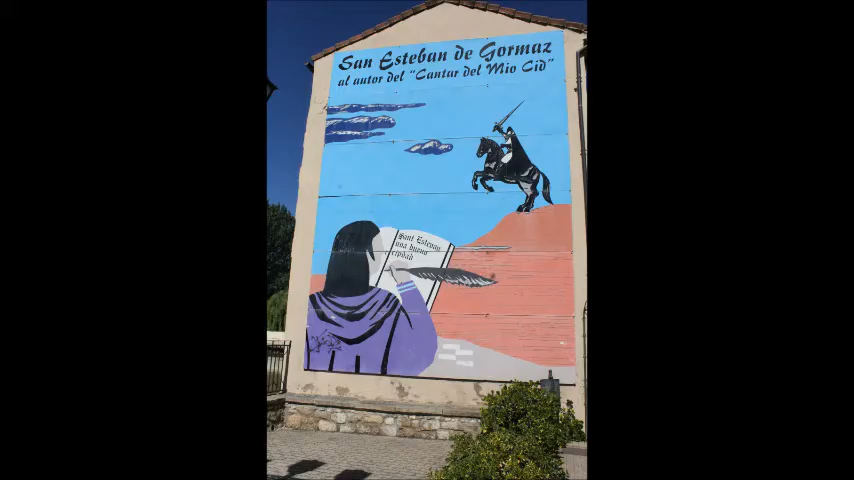 San Esteban de Gormaz
al autor del "Cantar del Mio Cid"
Sant Estevan
una buena
cipdad